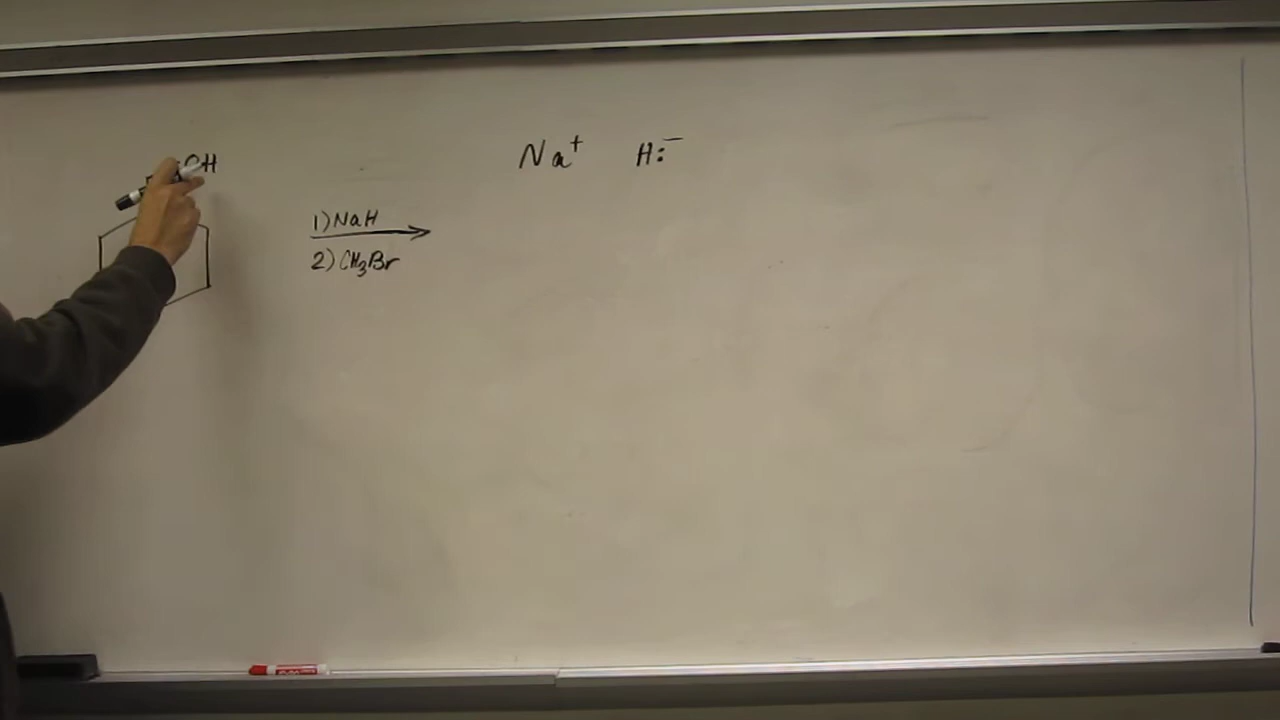 OH
Na⁺ H:⁻
1) NaH
2) CH₃Br